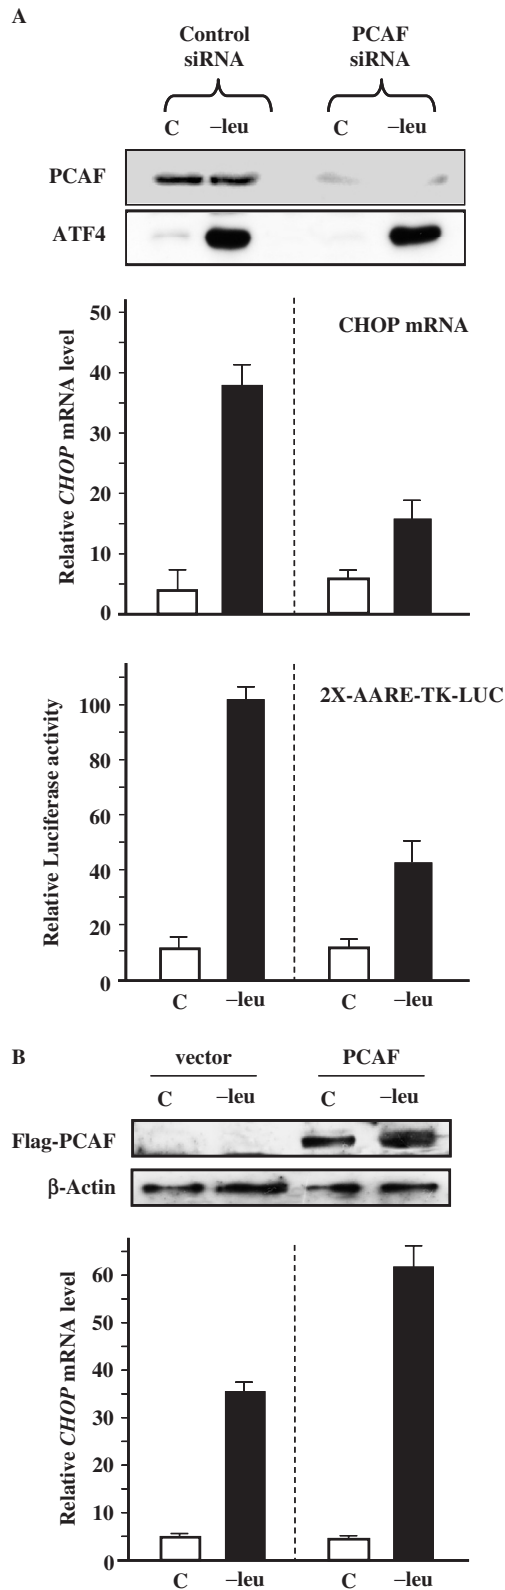 A
Control siRNA
PCAF siRNA
C –leu C –leu
PCAF
ATF4
CHOP mRNA
Relative CHOP mRNA level
50
40
30
20
10
0
2X-AARE-TK-LUC
Relative Luciferase activity
100
80
60
40
20
0
C –leu C –leu
B
vector PCAF
C –leu C –leu
Flag-PCAF
β-Actin
Relative CHOP mRNA level
60
50
40
30
20
10
0
C –leu C –leu